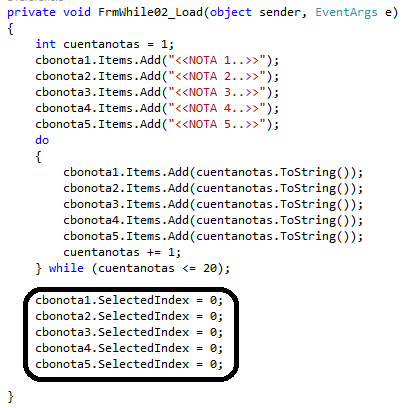 private void FrmWhile02_Load(object sender, EventArgs e)
{
    int cuentanotas = 1;
    cbonota1.Items.Add("<<NOTA 1..>>");
    cbonota2.Items.Add("<<NOTA 2..>>");
    cbonota3.Items.Add("<<NOTA 3..>>");
    cbonota4.Items.Add("<<NOTA 4..>>");
    cbonota5.Items.Add("<<NOTA 5..>>");
    do
    {
        cbonota1.Items.Add(cuentanotas.ToString());
        cbonota2.Items.Add(cuentanotas.ToString());
        cbonota3.Items.Add(cuentanotas.ToString());
        cbonota4.Items.Add(cuentanotas.ToString());
        cbonota5.Items.Add(cuentanotas.ToString());
        cuentanotas += 1;
    } while (cuentanotas <= 20);
    cbonota1.SelectedIndex = 0;
    cbonota2.SelectedIndex = 0;
    cbonota3.SelectedIndex = 0;
    cbonota4.SelectedIndex = 0;
    cbonota5.SelectedIndex = 0;
}